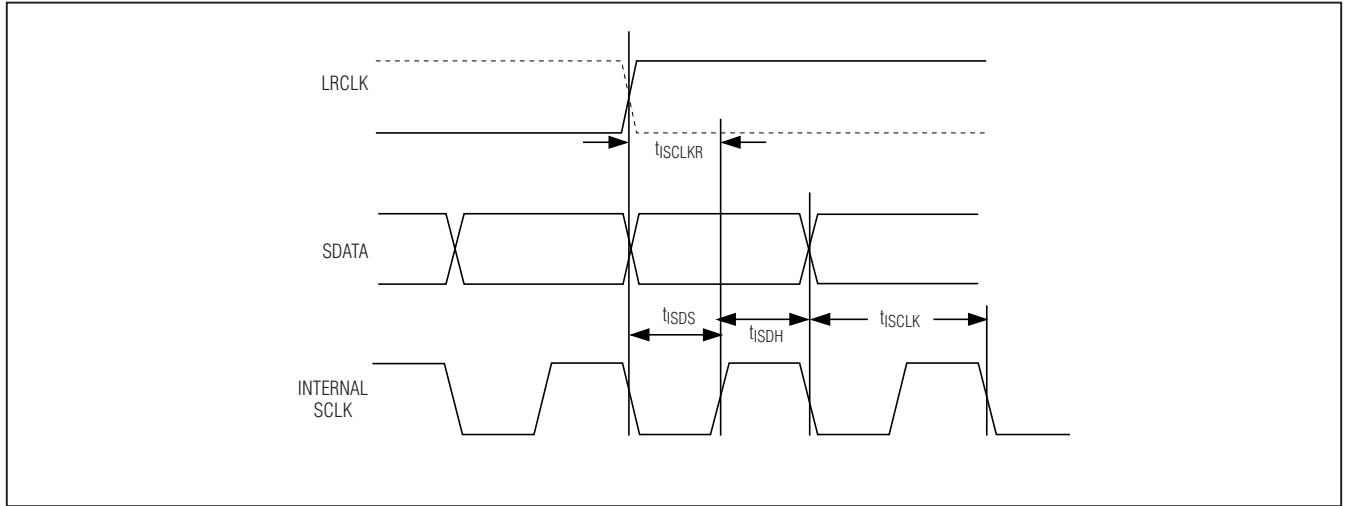 LRCLK
tISCLKR
SDATA
tISDS
tISDH
tISCLK
INTERNAL
SCLK